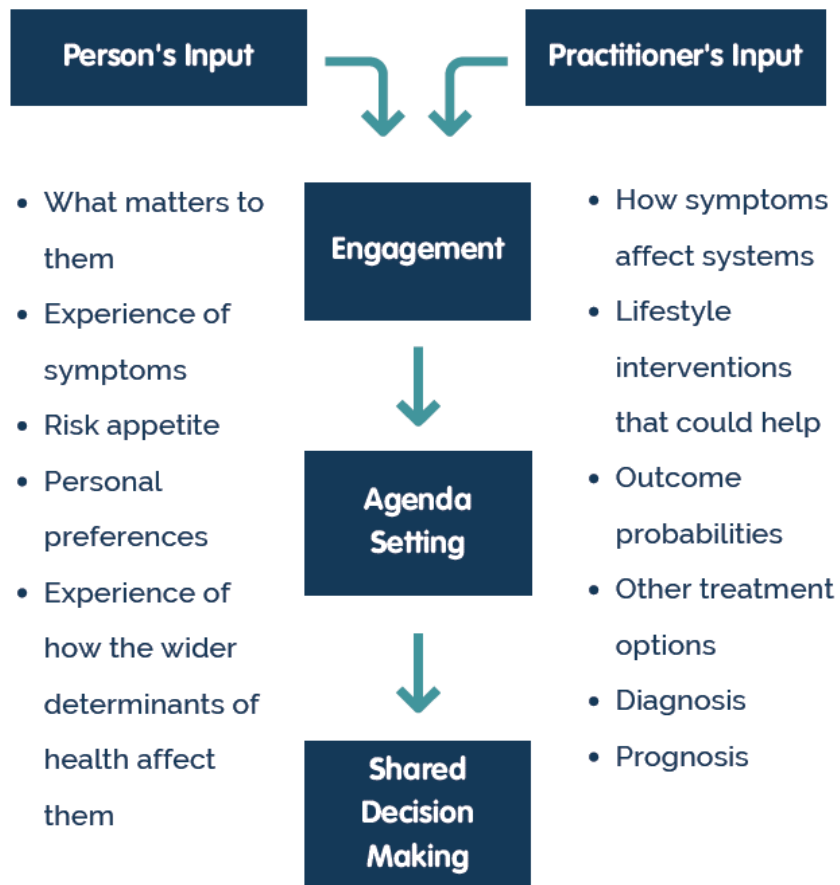 Person's Input
Practitioner's Input
• What matters to
them
• Experience of
symptoms
• Risk appetite
• Personal
preferences
• Experience of
how the wider
determinants of
health affect
them
Engagement
Agenda
Setting
Shared
Decision
Making
• How symptoms
affect systems
• Lifestyle
interventions
that could help
• Outcome
probabilities
• Other treatment
options
• Diagnosis
• Prognosis